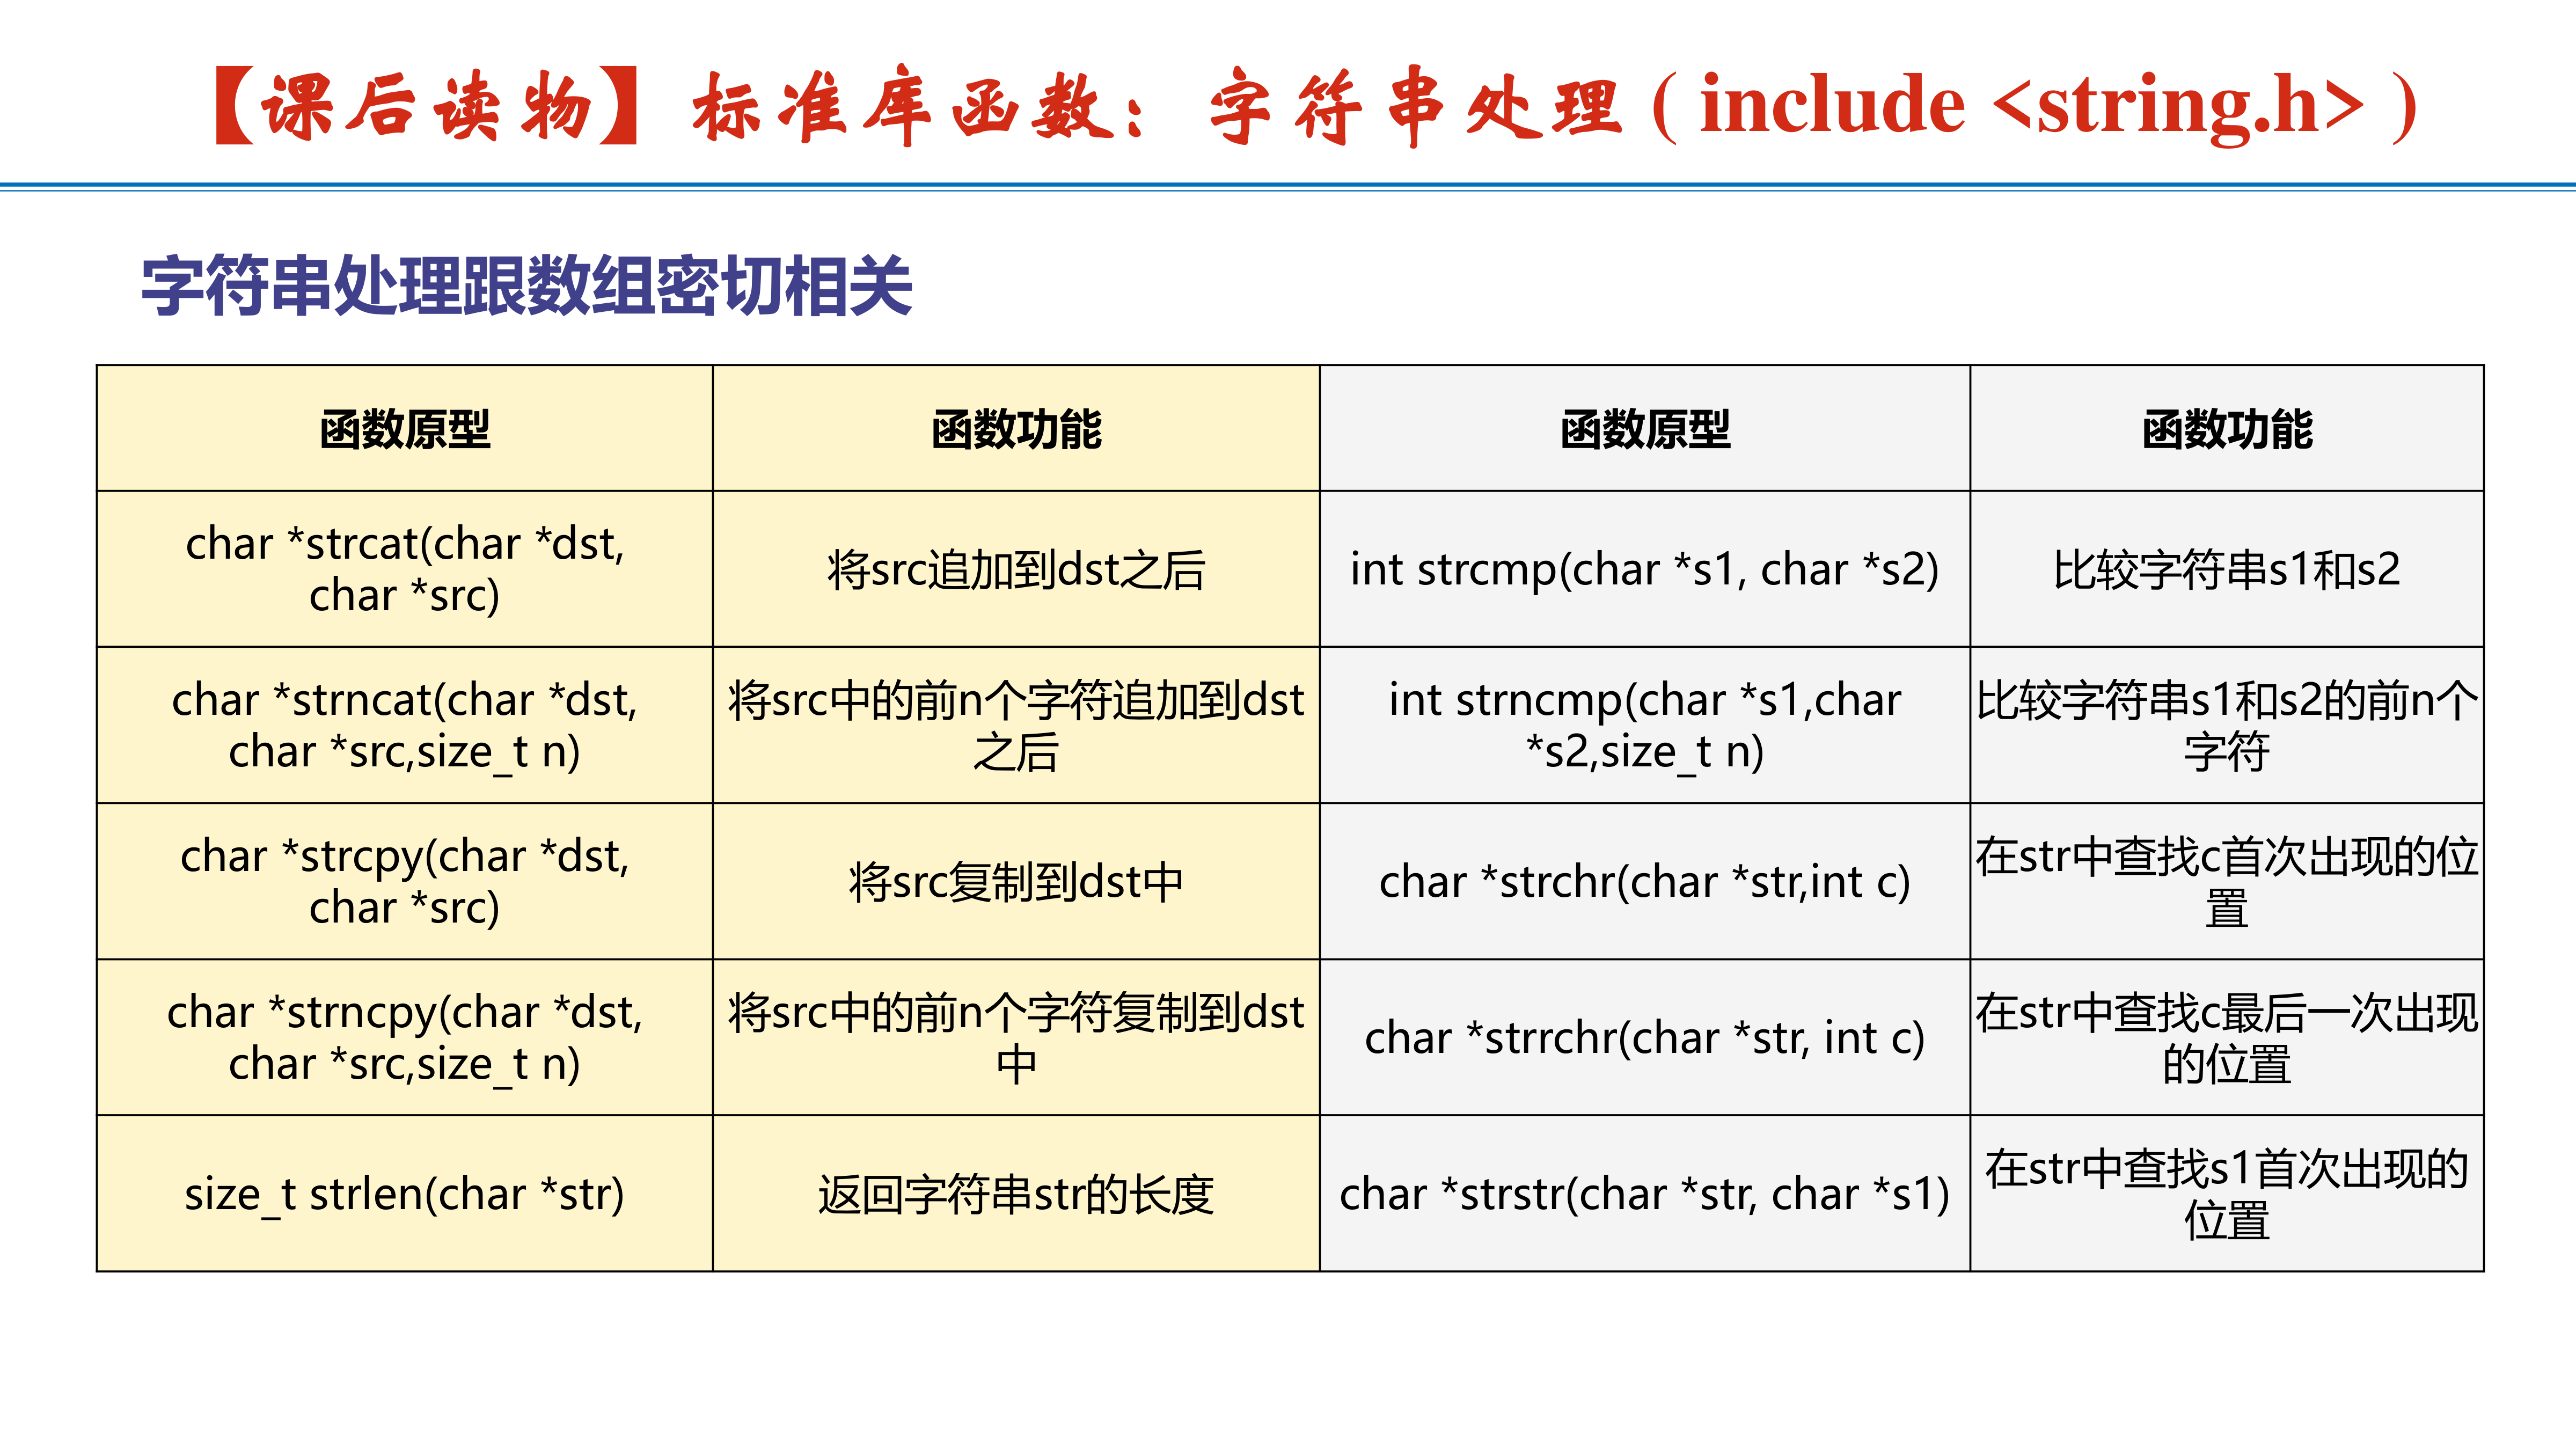 【课后读物】标准库函数：字符串处理 ( include <string.h> )
字符串处理跟数组密切相关
函数原型
函数功能
函数原型
函数功能
char *strcat(char *dst,
char *src)
将src追加到dst之后
int strcmp(char *s1, char *s2)
比较字符串s1和s2
char *strncat(char *dst,
char *src,size_t n)
将src中的前n个字符追加到dst
之后
int strncmp(char *s1,char
*s2,size_t n)
比较字符串s1和s2的前n个
字符
char *strcpy(char *dst,
char *src)
将src复制到dst中
char *strchr(char *str,int c)
在str中查找c首次出现的位
置
char *strncpy(char *dst,
char *src,size_t n)
将src中的前n个字符复制到dst
中
char *strrchr(char *str, int c)
在str中查找c最后一次出现
的位置
size_t strlen(char *str)
返回字符串str的长度
char *strstr(char *str, char *s1)
在str中查找s1首次出现的
位置